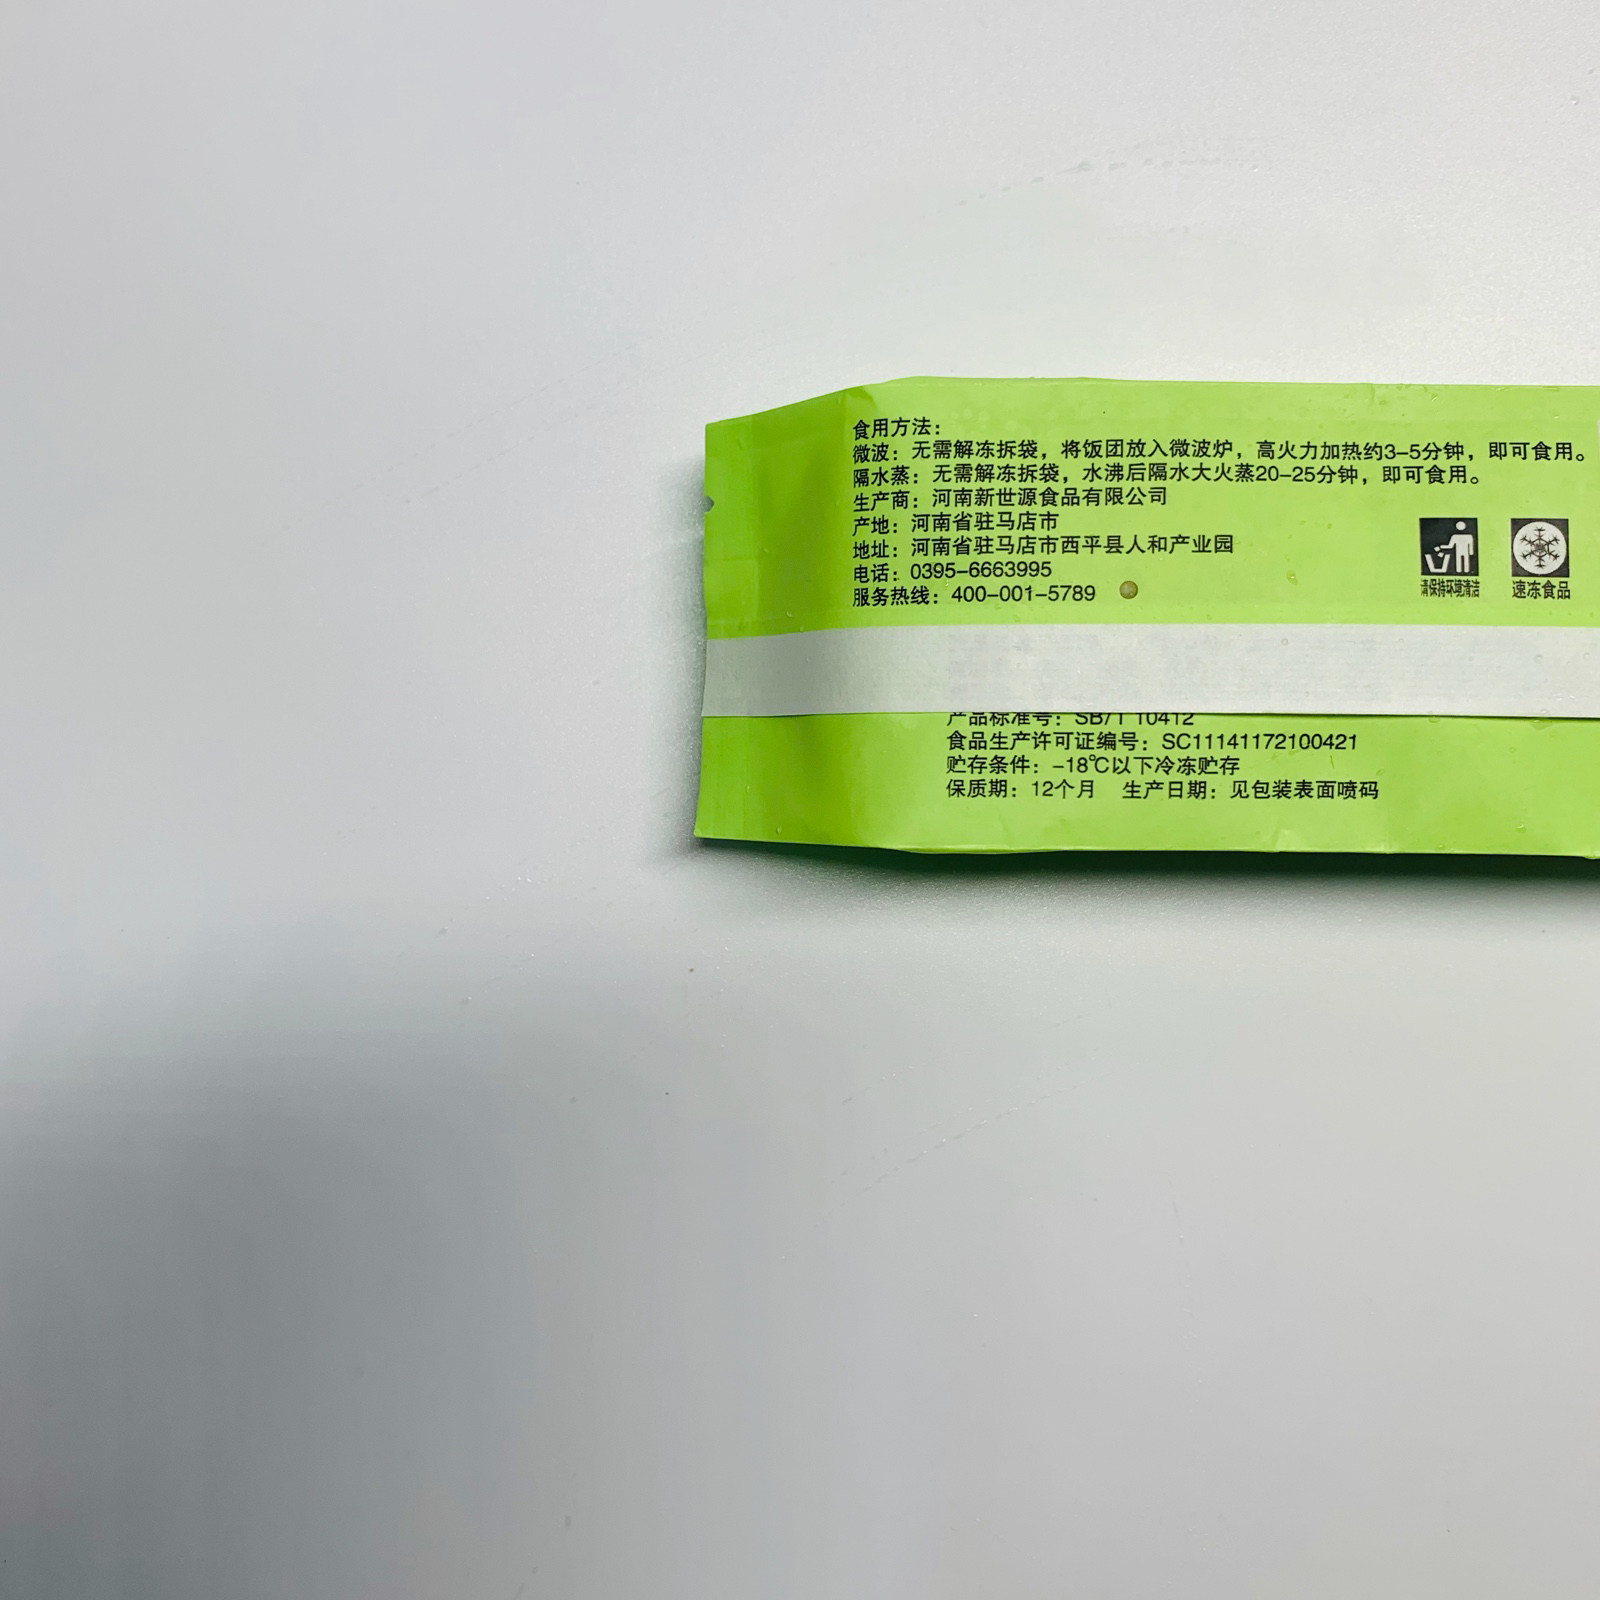 食用方法：
微波：无需解冻拆袋，将饭团放入微波炉，高火力加热约3-5分钟，即可食用。
隔水蒸：无需解冻拆袋，水沸后隔水大火蒸20-25分钟，即可食用。
生产商：河南新世源食品有限公司
产地：河南省驻马店市
地址：河南省驻马店市西平县人和产业园
电话：0395-6663995
服务热线：400-001-5789
请保持环境清洁
速冻食品
产品标准号：SB/T 10412
食品生产许可证编号：SC11141172100421
贮存条件：-18℃以下冷冻贮存
保质期：12个月 生产日期：见包装表面喷码